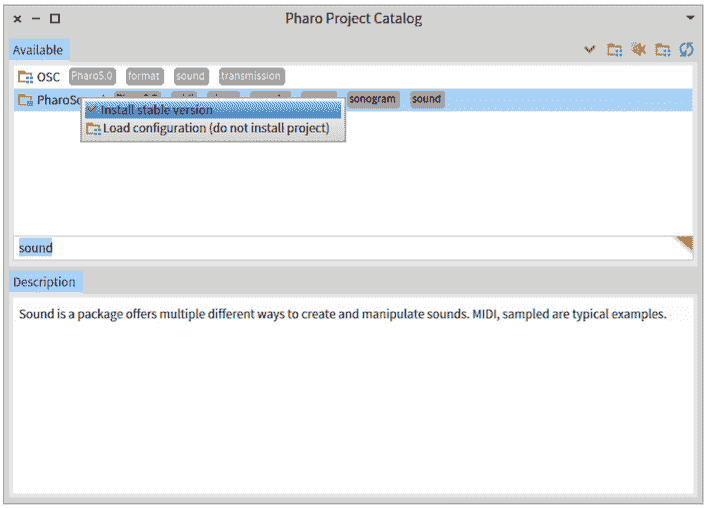 Pharo Project Catalog
Available
OSC Pharo5.0 format sound transmission
sonogram sound
Install stable version
Load configuration (do not install project)
sound
Description
Sound is a package offers multiple different ways to create and manipulate sounds. MIDI, sampled are typical examples.